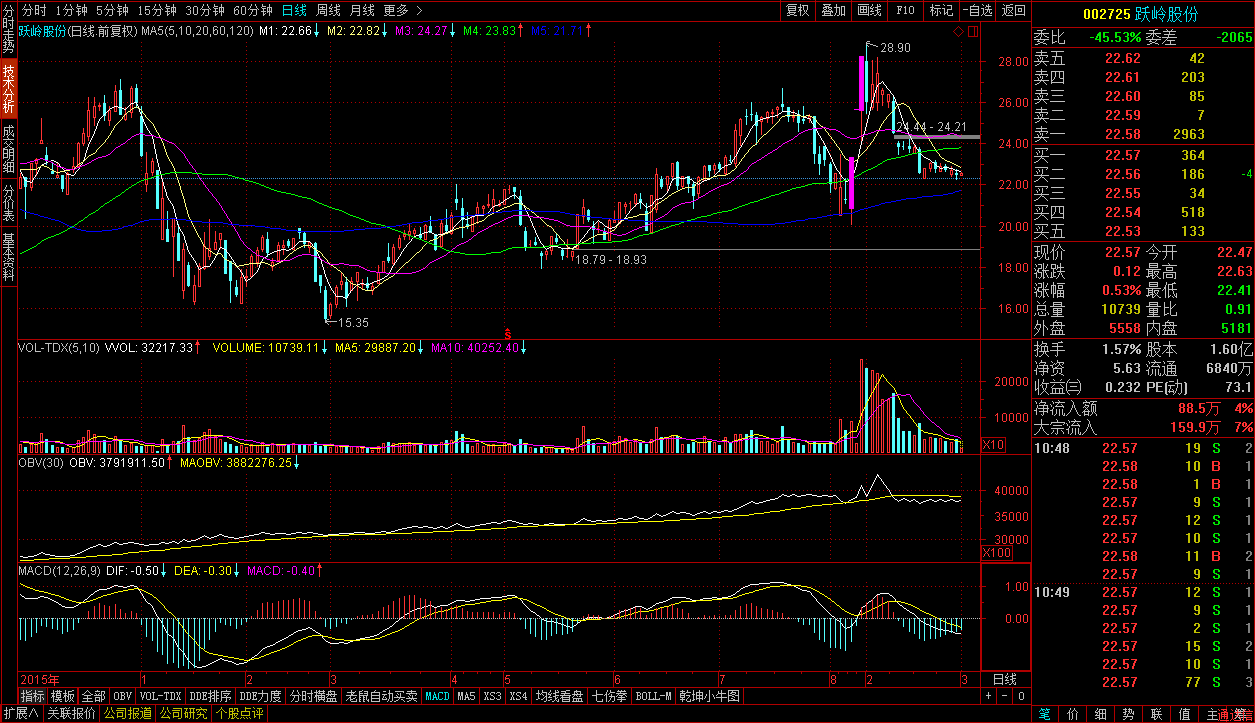 分时 1分钟 5分钟 15分钟 30分钟 60分钟 日线 周线 月线 更多 >
复权 叠加 画线 F10 标记 -自选 返回
分时走势
技术分析
成交明细
分价表
基本资料
跃岭股份(日线.前复权) MA5(5,10,20,60,120) M1: 22.66↓ M2: 22.82↓ M3: 24.27↓ M4: 23.83↑ M5: 21.71↑
28.90
24.44 - 24.21
18.79 - 18.93
15.35
28.00
26.00
24.00
22.00
20.00
18.00
16.00
VOL-TDX(5,10) VVOL: 32217.33↑ VOLUME: 10739.11↓ MA5: 29887.20↓ MA10: 40252.40↓
20000
10000
X10
OBV(30) OBV: 3791911.50↑ MAOBV: 3882276.25↓
40000
35000
30000
X100
MACD(12,26,9) DIF: -0.50↓ DEA: -0.30↓ MACD: -0.40↑
1.00
0.00
2015年 1 2 3 4 5 6 7 8 2 3 日线
指标 模板 全部 OBV VOL-TDX DDE排序 DDE力度 分时横盘 老鼠自动买卖 MACD MA5 XS3 XS4 均线看盘 七伤拳 BOLL-M 乾坤小牛图 + - 0
扩展∧ 关联报价 公司报道 公司研究 个股点评
002725 跃岭股份
委比 -45.53% 委差 -2065
卖五 22.62 42
卖四 22.61 203
卖三 22.60 85
卖二 22.59 7
卖一 22.58 2963
买一 22.57 364
买二 22.56 186 -4
买三 22.55 34
买四 22.54 518
买五 22.53 133
现价 22.57 今开 22.47
涨跌 0.12 最高 22.63
涨幅 0.53% 最低 22.41
总量 10739 量比 0.91
外盘 5558 内盘 5181
换手 1.57% 股本 1.60亿
净资 5.63 流通 6840万
收益㈢ 0.232 PE(动) 73.1
净流入额 88.5万 4%
大宗流入 159.9万 7%
10:48 22.57 19 S 2
22.58 10 B 1
22.58 1 B 1
22.57 9 S 1
22.57 12 S 1
22.57 10 S 1
22.58 11 B 2
22.57 9 S 1
10:49 22.57 12 S 1
22.57 9 S 1
22.57 2 S 1
22.57 15 S 2
22.57 10 S 1
22.57 77 S 3
笔 价 细 势 联 值 主